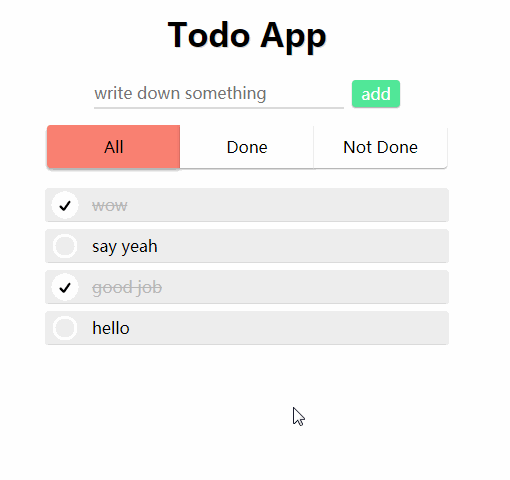 Todo App
write down something add
All Done Not Done
wow
say yeah
good job
hello